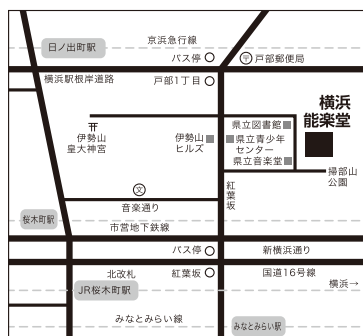 京浜急行線
日ノ出町駅
バス停
〒戸部郵便局
横浜駅根岸道路
戸部1丁目
横浜
能楽堂
県立図書館
伊勢山
皇大神宮
伊勢山
ヒルズ
県立青少年
センター
県立音楽堂
掃部山
公園
紅葉坂
文
音楽通り
桜木町駅
市営地下鉄線
バス停
新横浜通り
北改札
紅葉坂
国道16号線
JR桜木町駅
横浜→
みなとみらい線
みなとみらい駅